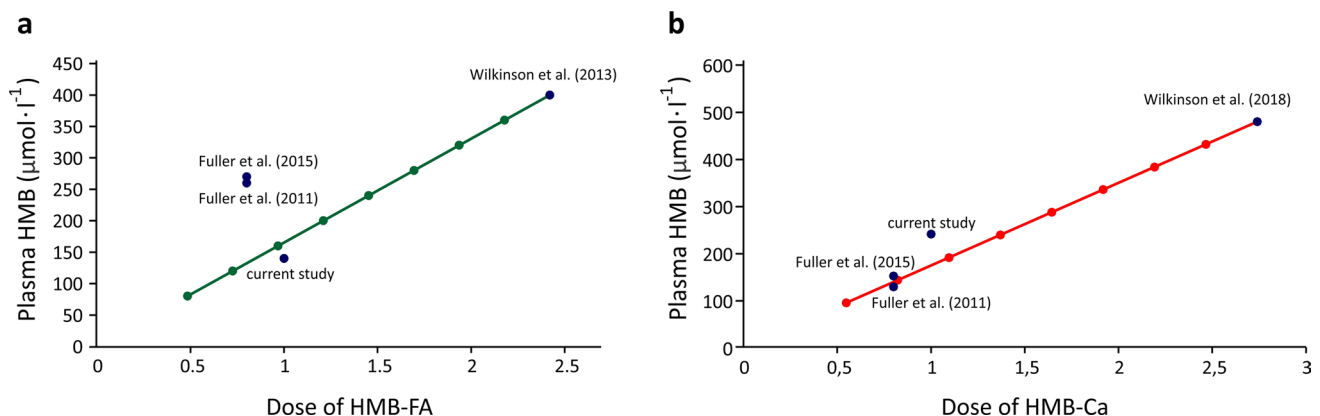 a
Plasma HMB (μmol·l⁻¹)
450
400
350
300
250
200
150
100
50
0
0
0.5
1
1.5
2
2.5
Wilkinson et al. (2013)
Fuller et al. (2015)
Fuller et al. (2011)
current study
Dose of HMB-FA
b
Plasma HMB (μmol·l⁻¹)
600
500
400
300
200
100
0
0
0,5
1
1,5
2
2,5
3
Wilkinson et al. (2018)
current study
Fuller et al. (2015)
Fuller et al. (2011)
Dose of HMB-Ca